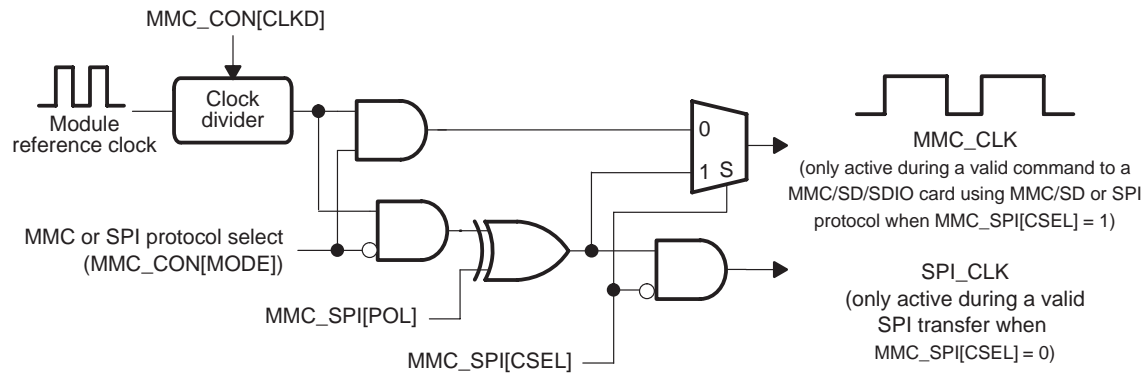 MMC_CON[CLKD]
Clock
divider
Module
reference clock
0
1 S
MMC_CLK
(only active during a valid command to a
MMC/SD/SDIO card using MMC/SD or SPI
protocol when MMC_SPI[CSEL] = 1)
MMC or SPI protocol select
(MMC_CON[MODE])
MMC_SPI[POL]
MMC_SPI[CSEL]
SPI_CLK
(only active during a valid
SPI transfer when
MMC_SPI[CSEL] = 0)